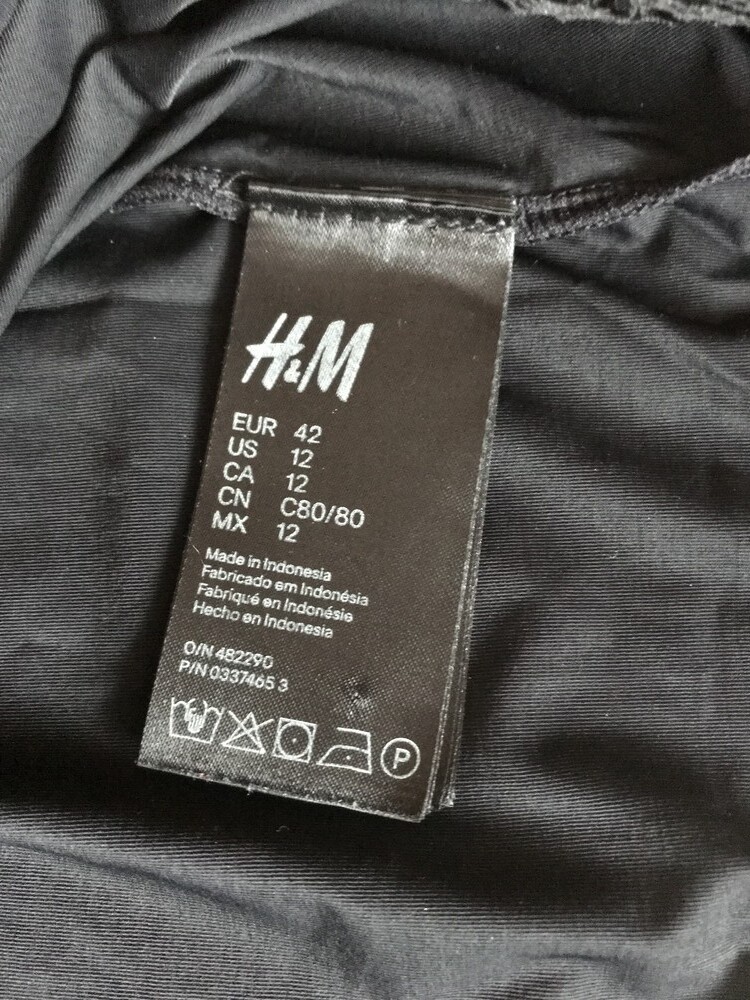 H&M
EUR 42
US 12
CA 12
CN C80/80
MX 12
Made in Indonesia
Fabricado em Indonésia
Fabriqué en Indonésie
Hecho en Indonesia
O/N 482290
P/N 0337465 3
P